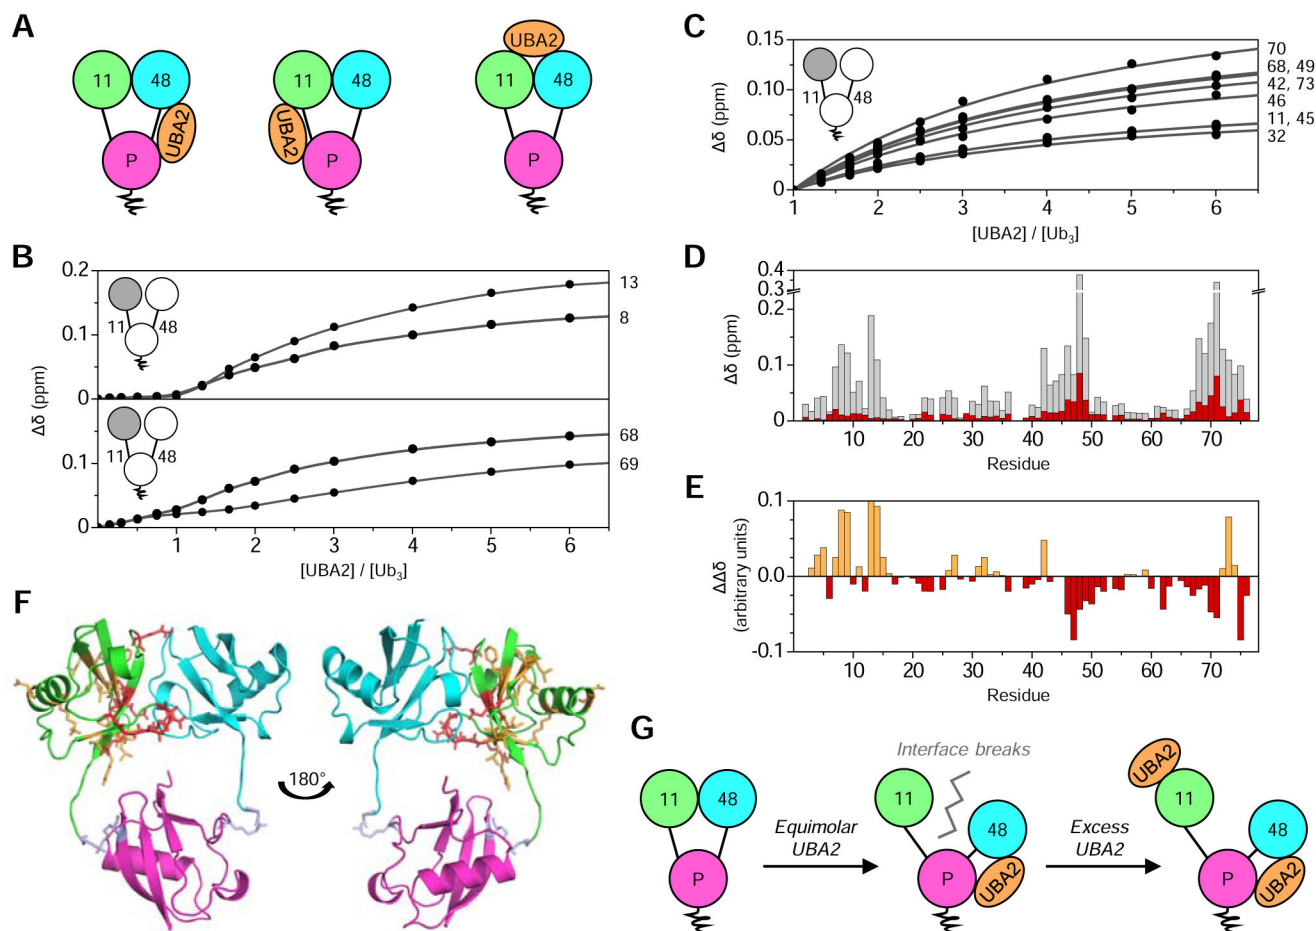 A
11 48 UBA2 P
11 48 UBA2 P
UBA2 11 48 P
B
0.2
0.1
0
0.1
0
Δδ (ppm)
11 48
13
8
11 48
68
69
1 2 3 4 5 6
[UBA2] / [Ub₃]
C
0.15
0.10
0.05
0
Δδ (ppm)
11 48
70
68, 49
42, 73
46
11, 45
32
1 2 3 4 5 6
[UBA2] / [Ub₃]
D
0.4
0.3
0.2
0.1
0
Δδ (ppm)
10 20 30 40 50 60 70
Residue
E
0.1
0.0
-0.1
ΔΔδ
(arbitrary units)
10 20 30 40 50 60 70
Residue
F
180°
G
11 48 P
Equimolar
UBA2
Interface breaks
11 48 P UBA2
Excess
UBA2
UBA2 11 48 P UBA2